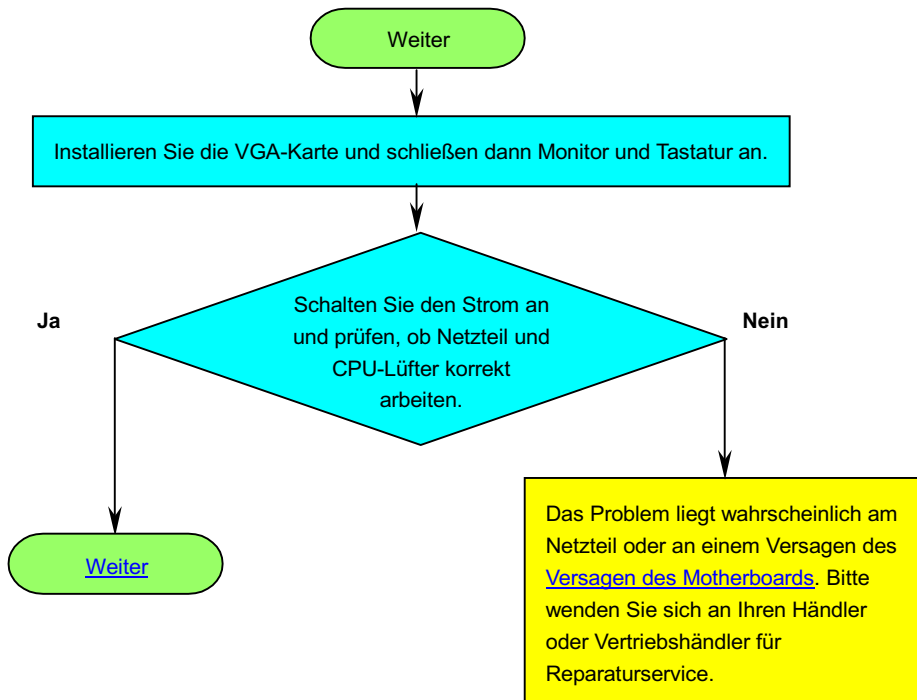 Weiter
Installieren Sie die VGA-Karte und schließen dann Monitor und Tastatur an.
Schalten Sie den Strom an
und prüfen, ob Netzteil und
CPU-Lüfter korrekt
arbeiten.
Ja
Nein
Weiter
Das Problem liegt wahrscheinlich am
Netzteil oder an einem Versagen des
Versagen des Motherboards. Bitte
wenden Sie sich an Ihren Händler
oder Vertriebshändler für
Reparaturservice.